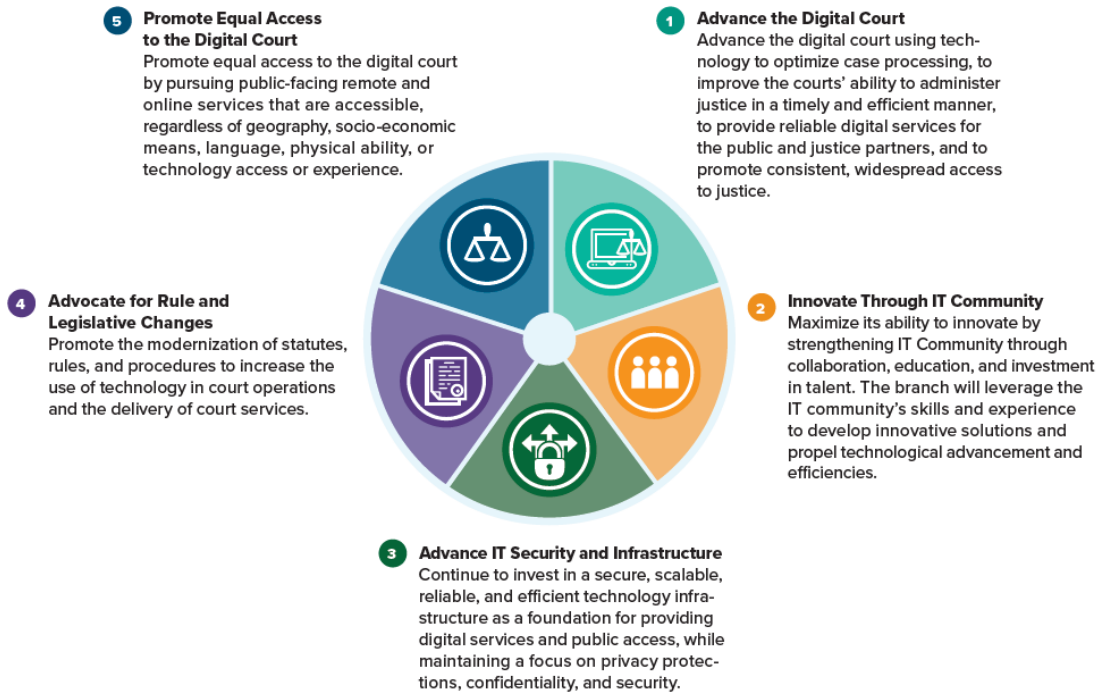 1
Advance the Digital Court
Advance the digital court using tech-
nology to optimize case processing, to
improve the courts’ ability to administer
justice in a timely and efficient manner,
to provide reliable digital services for
the public and justice partners, and to
promote consistent, widespread access
to justice.
2
Innovate Through IT Community
Maximize its ability to innovate by
strengthening IT Community through
collaboration, education, and investment
in talent. The branch will leverage the
IT community’s skills and experience
to develop innovative solutions and
propel technological advancement and
efficiencies.
3
Advance IT Security and Infrastructure
Continue to invest in a secure, scalable,
reliable, and efficient technology infra-
structure as a foundation for providing
digital services and public access, while
maintaining a focus on privacy protec-
tions, confidentiality, and security.
4
Advocate for Rule and
Legislative Changes
Promote the modernization of statutes,
rules, and procedures to increase the
use of technology in court operations
and the delivery of court services.
5
Promote Equal Access
to the Digital Court
Promote equal access to the digital court
by pursuing public-facing remote and
online services that are accessible,
regardless of geography, socio-economic
means, language, physical ability, or
technology access or experience.